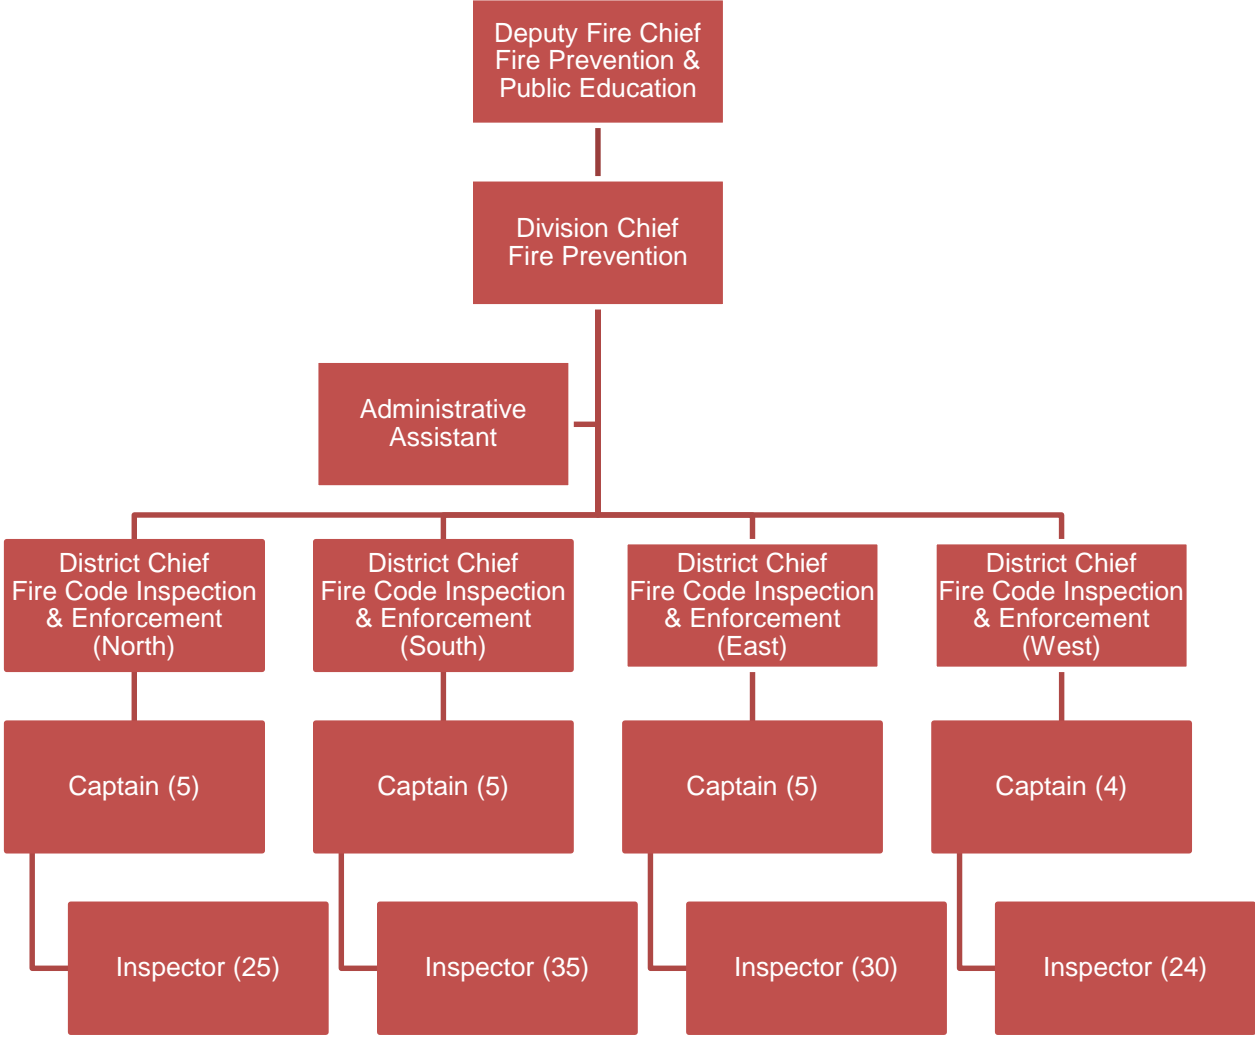 Deputy Fire Chief
Fire Prevention &
Public Education
Division Chief
Fire Prevention
Administrative
Assistant
District Chief
Fire Code Inspection
& Enforcement
(North)
District Chief
Fire Code Inspection
& Enforcement
(South)
District Chief
Fire Code Inspection
& Enforcement
(East)
District Chief
Fire Code Inspection
& Enforcement
(West)
Captain (5)
Captain (5)
Captain (5)
Captain (4)
Inspector (25)
Inspector (35)
Inspector (30)
Inspector (24)